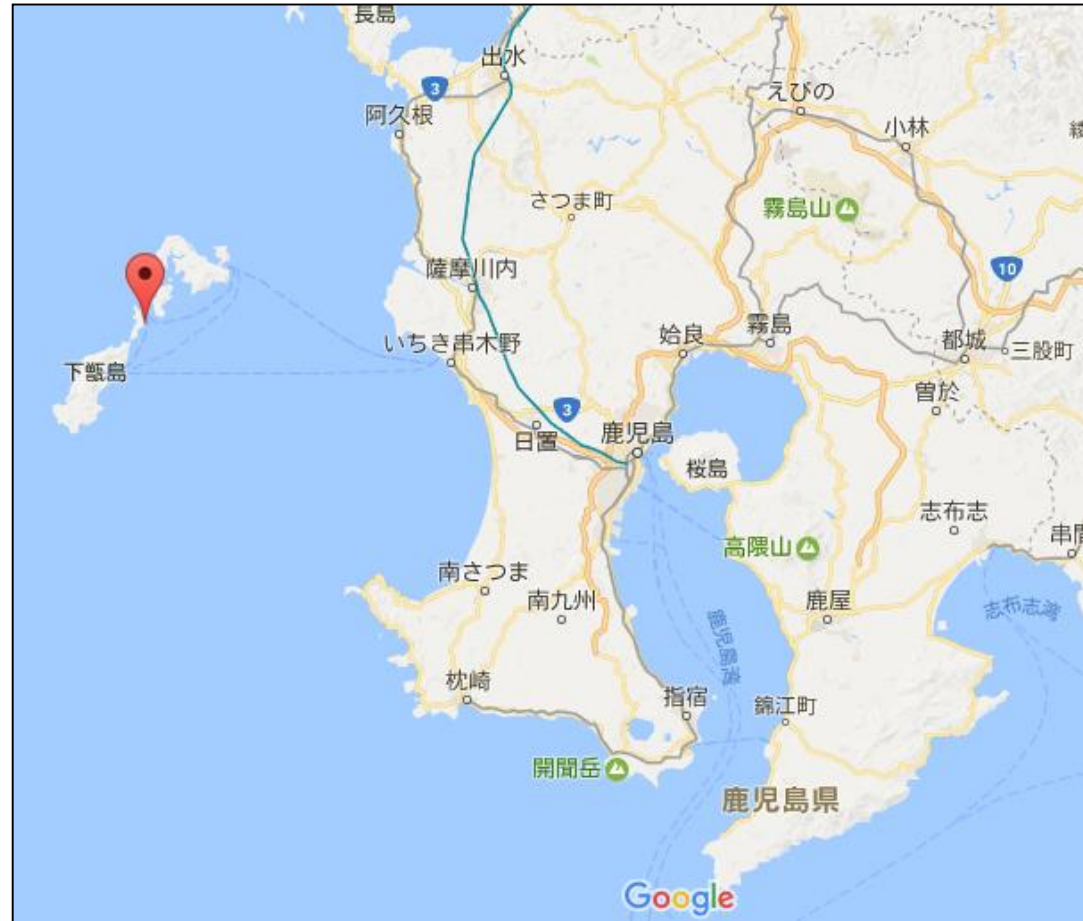 長島
出水
3
阿久根
えびの
小林
綾
さつま町
霧島山
薩摩川内
10
いちき串木野
姶良
霧島
都城
三股町
下甑島
曽於
3
日置
鹿児島
桜島
志布志
高隈山
串間
南さつま
南九州
鹿屋
志布志湾
鹿児島湾
枕崎
指宿
錦江町
開聞岳
鹿児島県
Google